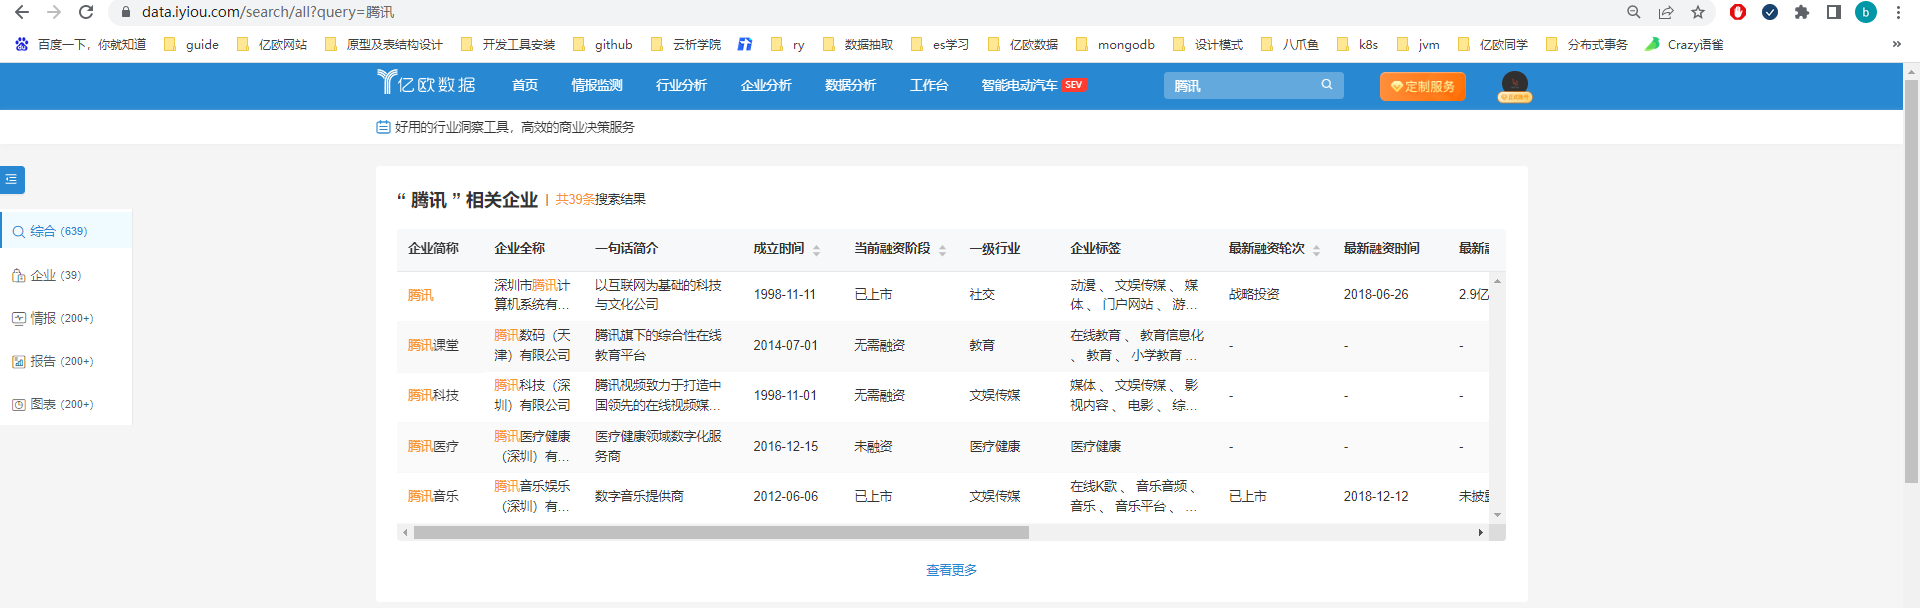 data.iyiou.com/search/all?query=腾讯
b
百度一下，你就知道 guide 亿欧网站 原型及表结构设计 开发工具安装 github 云析学院 ry 数据抽取 es学习 亿欧数据 mongodb 设计模式 八爪鱼 k8s jvm 亿欧同学 分布式事务 Crazy语雀 »
亿欧数据 首页 情报监测 行业分析 企业分析 数据分析 工作台 智能电动汽车 SEV 腾讯 定制服务
好用的行业洞察工具，高效的商业决策服务
综合 (639)
企业 (39)
情报 (200+)
报告 (200+)
图表 (200+)
“ 腾讯 ” 相关企业 | 共39条搜索结果
企业简称 企业全称 一句话简介 成立时间 当前融资阶段 一级行业 企业标签 最新融资轮次 最新融资时间 最新
腾讯 深圳市腾讯计算机系统有... 以互联网为基础的科技与文化公司 1998-11-11 已上市 社交 动漫 、 文娱传媒 、 媒体 、 门户网站 、 游... 战略投资 2018-06-26 2.9亿
腾讯课堂 腾讯数码（天津）有限公司 腾讯旗下的综合性在线教育平台 2014-07-01 无需融资 教育 在线教育 、 教育信息化 、 教育 、 小学教育 ... - - -
腾讯科技 腾讯科技（深圳）有限公司 腾讯视频致力于打造中国领先的在线视频媒... 1998-11-01 无需融资 文娱传媒 媒体 、 文娱传媒 、 影视内容 、 电影 、 综... - - -
腾讯医疗 腾讯医疗健康（深圳）有... 医疗健康领域数字化服务商 2016-12-15 未融资 医疗健康 医疗健康 - - -
腾讯音乐 腾讯音乐娱乐（深圳）有... 数字音乐提供商 2012-06-06 已上市 文娱传媒 在线K歌 、 音乐音频 、 音乐 、 音乐平台 、 ... 已上市 2018-12-12 未披
查看更多